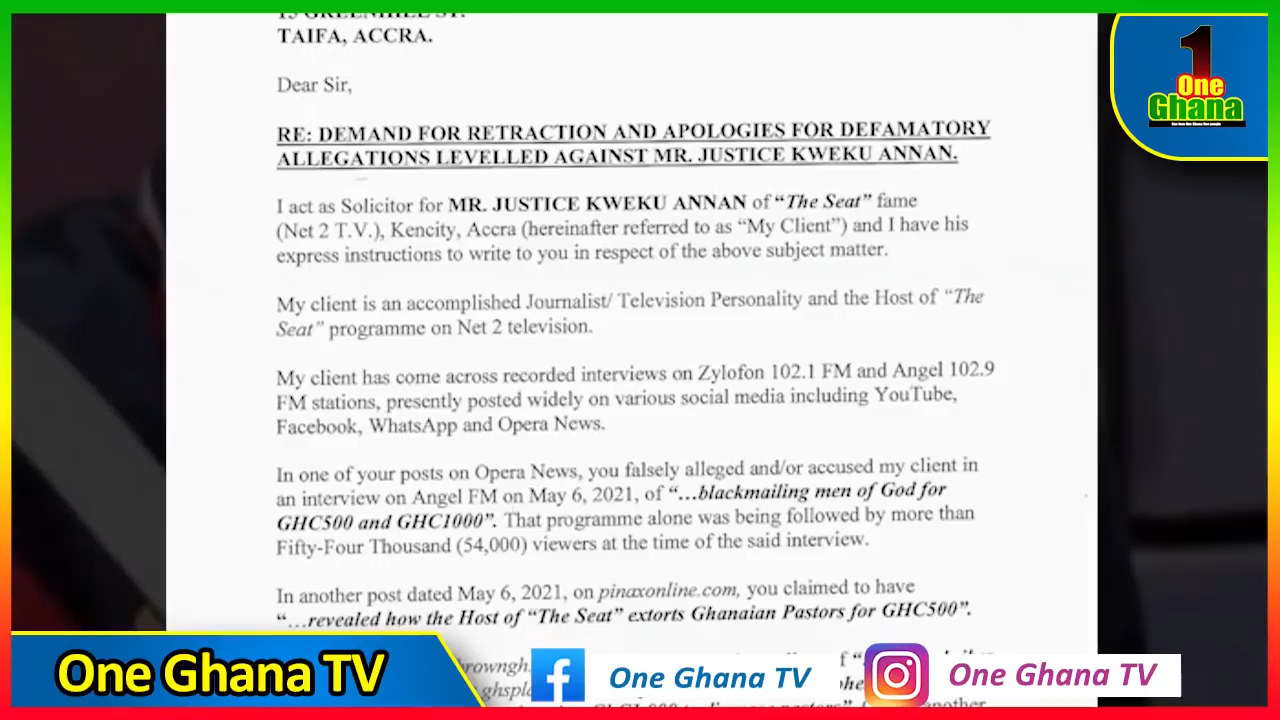 TAIFA, ACCRA.
Dear Sir,
RE: DEMAND FOR RETRACTION AND APOLOGIES FOR DEFAMATORY
ALLEGATIONS LEVELLED AGAINST MR. JUSTICE KWEKU ANNAN.
I act as Solicitor for MR. JUSTICE KWEKU ANNAN of “The Seat” fame
(Net 2 T.V.), Kencity, Accra (hereinafter referred to as “My Client”) and I have his
express instructions to write to you in respect of the above subject matter.
My client is an accomplished Journalist/ Television Personality and the Host of “The
Seat” programme on Net 2 television.
My client has come across recorded interviews on Zylofon 102.1 FM and Angel 102.9
FM stations, presently posted widely on various social media including YouTube,
Facebook, WhatsApp and Opera News.
In one of your posts on Opera News, you falsely alleged and/or accused my client in
an interview on Angel FM on May 6, 2021, of “…blackmailing men of God for
GHC500 and GHC1000”. That programme alone was being followed by more than
Fifty-Four Thousand (54,000) viewers at the time of the said interview.
In another post dated May 6, 2021, on pinaxonline.com, you claimed to have
“…revealed how the Host of “The Seat” extorts Ghanaian Pastors for GHC500”.
1
One
Ghana
One Ghana TV
One Ghana TV
One Ghana TV